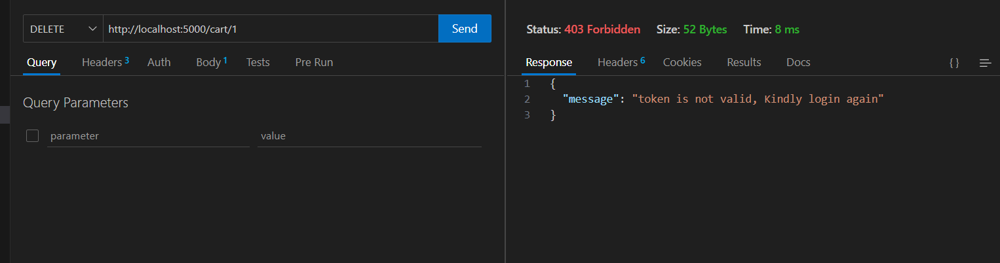 DELETE http://localhost:5000/cart/1 Send
Query Headers 3 Auth Body 1 Tests Pre Run
Query Parameters
parameter value
Status: 403 Forbidden Size: 52 Bytes Time: 8 ms
Response Headers 6 Cookies Results Docs { }
1 {
2 "message": "token is not valid, Kindly login again"
3 }